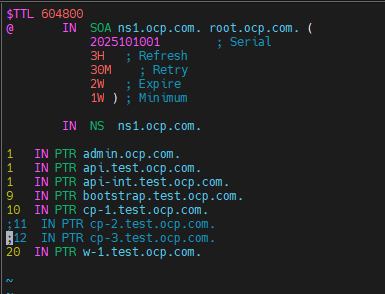 $TTL 604800
@ IN SOA ns1.ocp.com. root.ocp.com. (
2025101001 ; Serial
3H ; Refresh
30M ; Retry
2W ; Expire
1W ) ; Minimum
IN NS ns1.ocp.com.
1 IN PTR admin.ocp.com.
1 IN PTR api.test.ocp.com.
1 IN PTR api-int.test.ocp.com.
9 IN PTR bootstrap.test.ocp.com.
10 IN PTR cp-1.test.ocp.com.
;11 IN PTR cp-2.test.ocp.com.
;12 IN PTR cp-3.test.ocp.com.
20 IN PTR w-1.test.ocp.com.
~
~